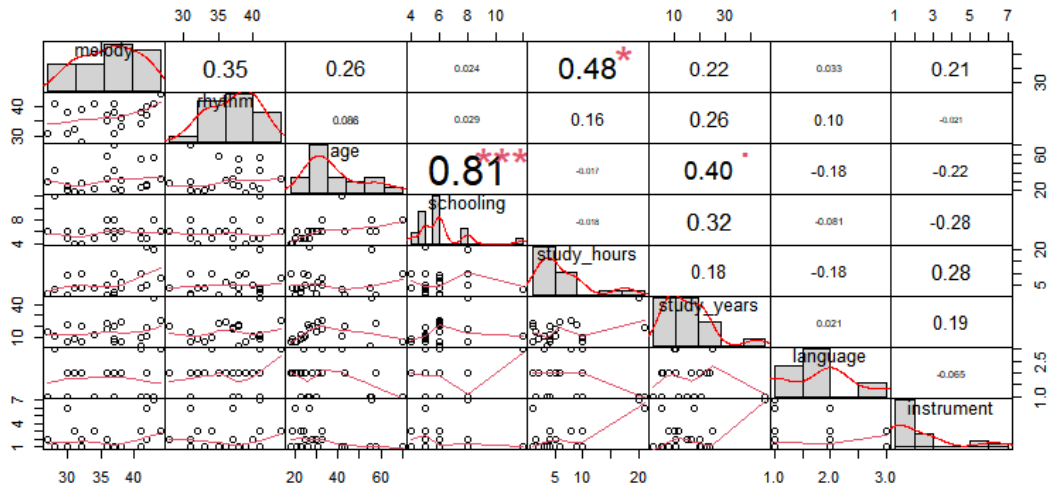 30 35 40 4 6 8 10 10 30 1 3 5 7
melody 0.35 0.26 0.024 0.48* 0.22 0.033 0.21 30
40 30 rhythm 0.086 0.029 0.16 0.26 0.10 -0.021
age 0.81*** -0.017 0.40. -0.18 -0.22 20 60
8 4 schooling -0.018 0.32 -0.081 -0.28
study_hours 0.18 -0.18 0.28 5 20
40 10 study_years 0.021 0.19
language -0.065 1.0 2.5
7 4 1 instrument
30 35 40 20 40 60 5 10 20 1.0 2.0 3.0